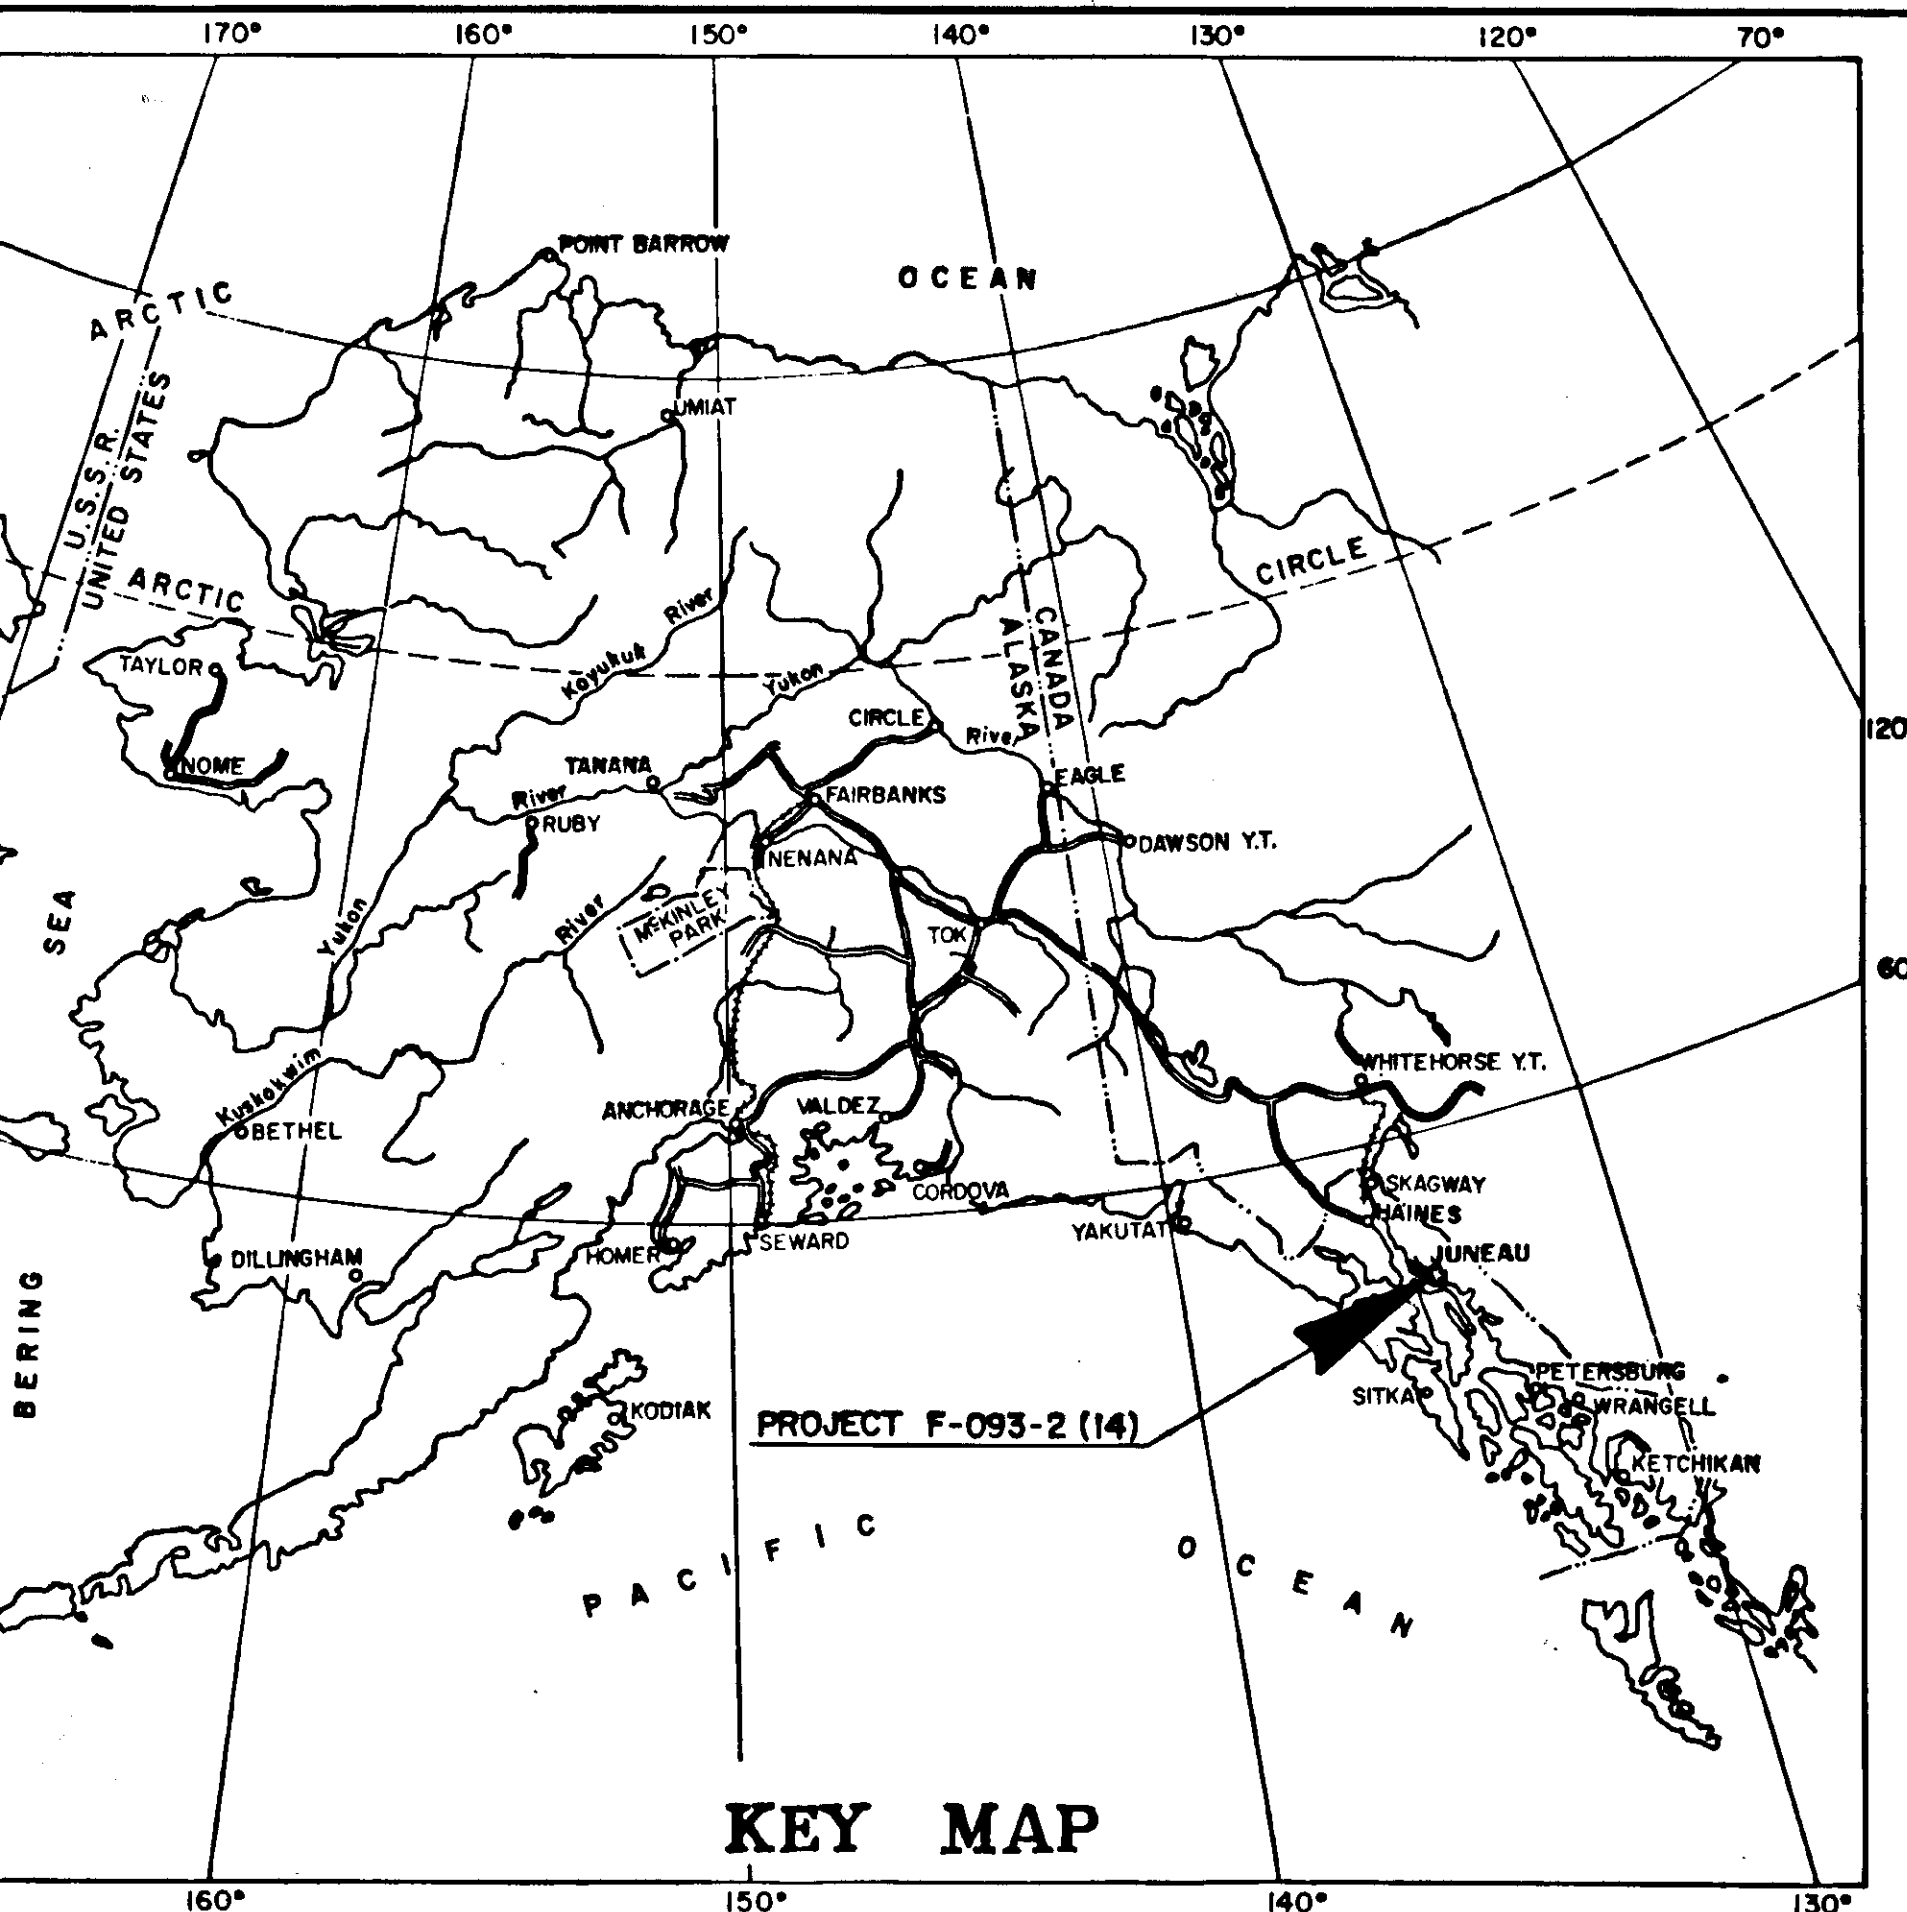 170° 160° 150° 140° 130° 120° 70°
POINT BARROW
OCEAN
ARCTIC
UMIAT
U.S.S.R.
UNITED STATES
ARCTIC
CIRCLE
River
Koyukuk
CANADA
ALASKA
TAYLOR
Yukon
CIRCLE
River
120
NOME
TANANA
EAGLE
River
FAIRBANKS
RUBY
NENANA
DAWSON Y.T.
SEA
Yukon
River
McKINLEY
PARK
TOK
60
Kuskokwim
WHITEHORSE Y.T.
ANCHORAGE
VALDEZ
BETHEL
CORDOVA
SKAGWAY
HAINES
YAKUTAT
DILLINGHAM
HOMER
SEWARD
JUNEAU
BERING
PETERSBURG
SITKA
WRANGELL
KODIAK
PROJECT F-093-2 (14)
KETCHIKAN
PACIFIC
OCEAN
KEY MAP
160° 150° 140° 130°